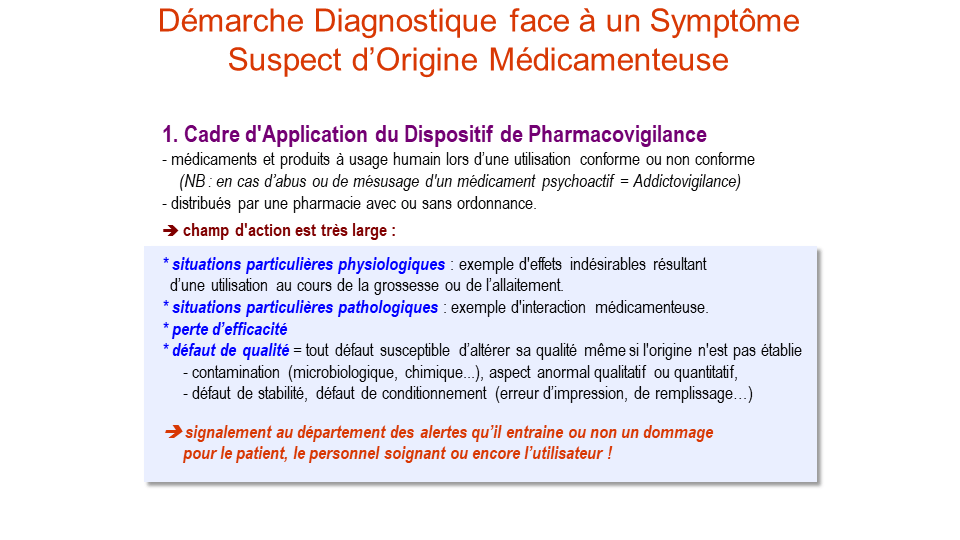 Démarche Diagnostique face à un Symptôme
Suspect d’Origine Médicamenteuse
1. Cadre d'Application du Dispositif de Pharmacovigilance
- médicaments et produits à usage humain lors d’une utilisation conforme ou non conforme
(NB : en cas d’abus ou de mésusage d'un médicament psychoactif = Addictovigilance)
- distribués par une pharmacie avec ou sans ordonnance.
➔ champ d'action est très large :
* situations particulières physiologiques : exemple d'effets indésirables résultant
d’une utilisation au cours de la grossesse ou de l’allaitement.
* situations particulières pathologiques : exemple d'interaction médicamenteuse.
* perte d’efficacité
* défaut de qualité = tout défaut susceptible d’altérer sa qualité même si l'origine n'est pas établie
- contamination (microbiologique, chimique...), aspect anormal qualitatif ou quantitatif,
- défaut de stabilité, défaut de conditionnement (erreur d’impression, de remplissage…)
➔ signalement au département des alertes qu’il entraine ou non un dommage
pour le patient, le personnel soignant ou encore l’utilisateur !